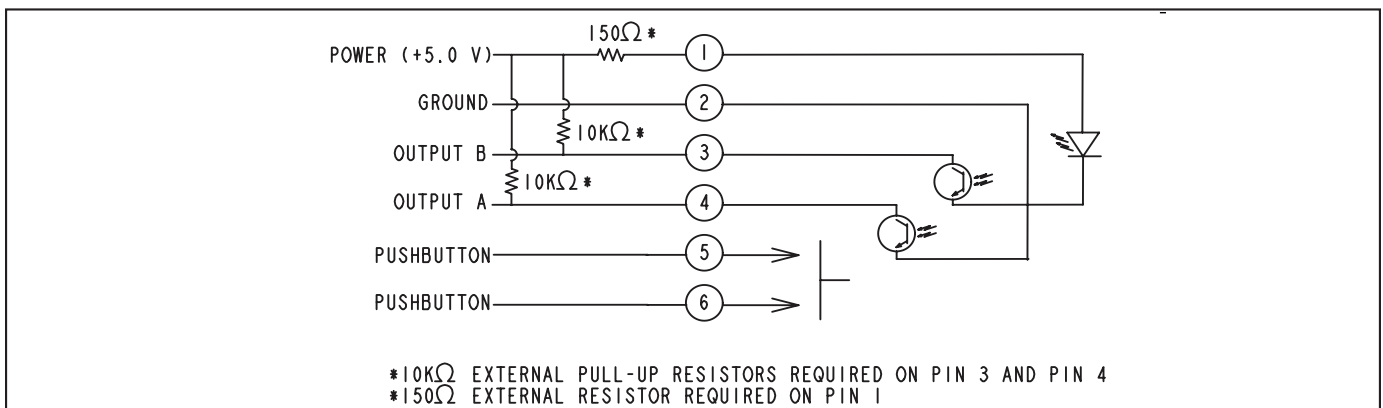 150Ω *
POWER (+5.0 V) 1
GROUND 2
10KΩ *
OUTPUT B 3
10KΩ *
OUTPUT A 4
PUSHBUTTON 5
PUSHBUTTON 6
*10KΩ EXTERNAL PULL-UP RESISTORS REQUIRED ON PIN 3 AND PIN 4
*150Ω EXTERNAL RESISTOR REQUIRED ON PIN 1